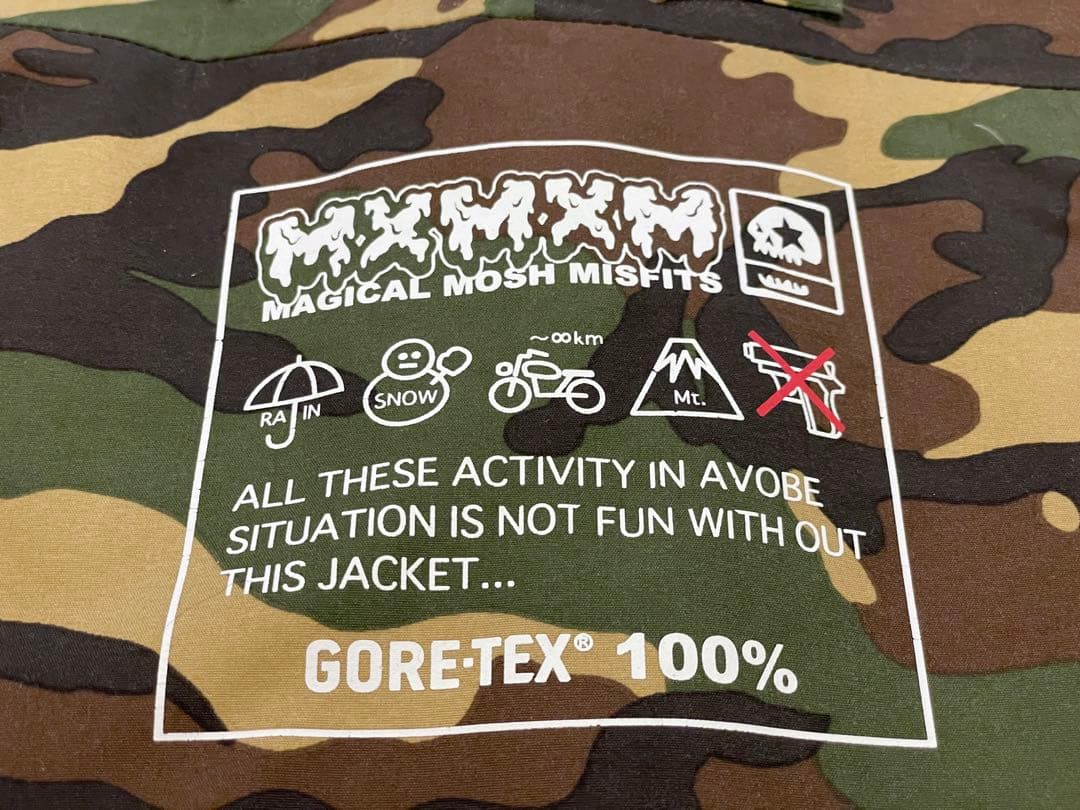 M.X.M.X.M
MAGICAL MOSH MISFITS
~∞km
RAIN
SNOW
Mt.
ALL THESE ACTIVITY IN AVOBE
SITUATION IS NOT FUN WITH OUT
THIS JACKET...
GORE-TEX® 100%